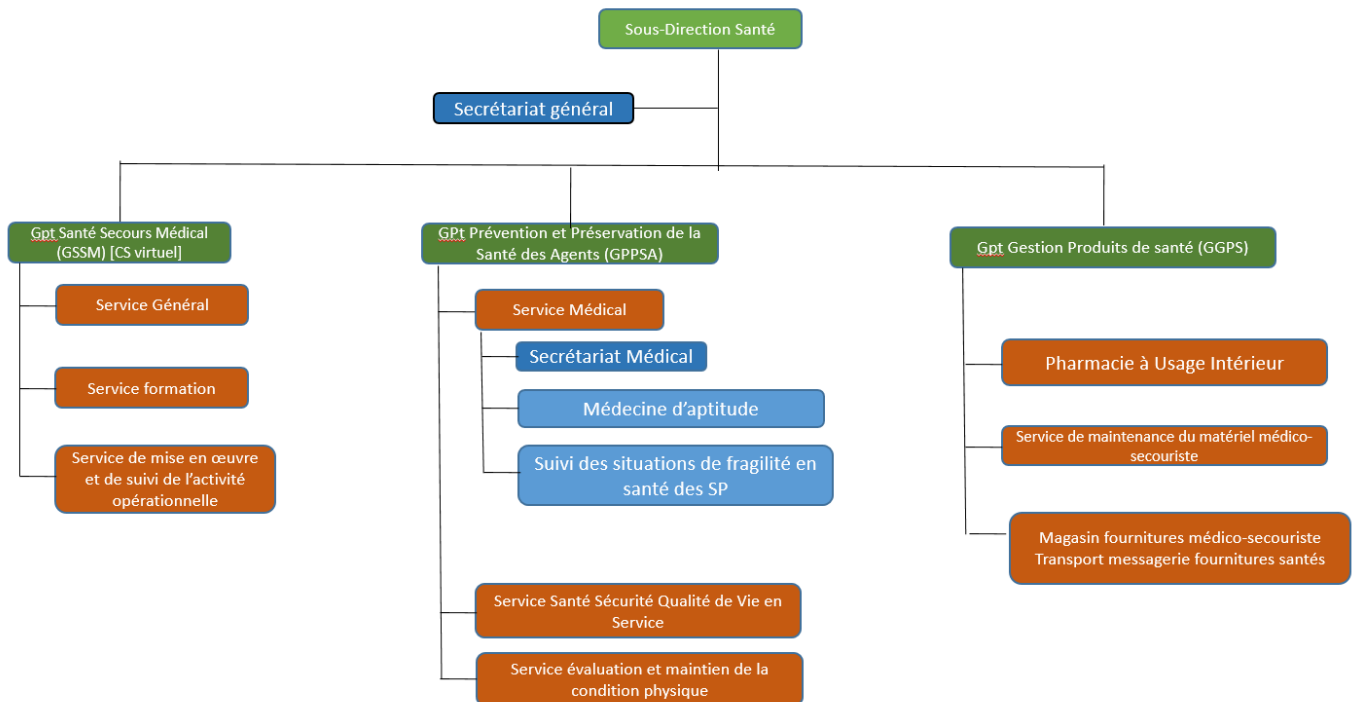 Sous-Direction Santé
Secrétariat général
Gpt Santé Secours Médical
(GSSM) [CS virtuel]
Service Général
Service formation
Service de mise en œuvre
et de suivi de l’activité
opérationnelle
GPt Prévention et Préservation de la
Santé des Agents (GPPSA)
Service Médical
Secrétariat Médical
Médecine d’aptitude
Suivi des situations de fragilité en
santé des SP
Service Santé Sécurité Qualité de Vie en
Service
Service évaluation et maintien de la
condition physique
Gpt Gestion Produits de santé (GGPS)
Pharmacie à Usage Intérieur
Service de maintenance du matériel médico-
secouriste
Magasin fournitures médico-secouriste
Transport messagerie fournitures santés